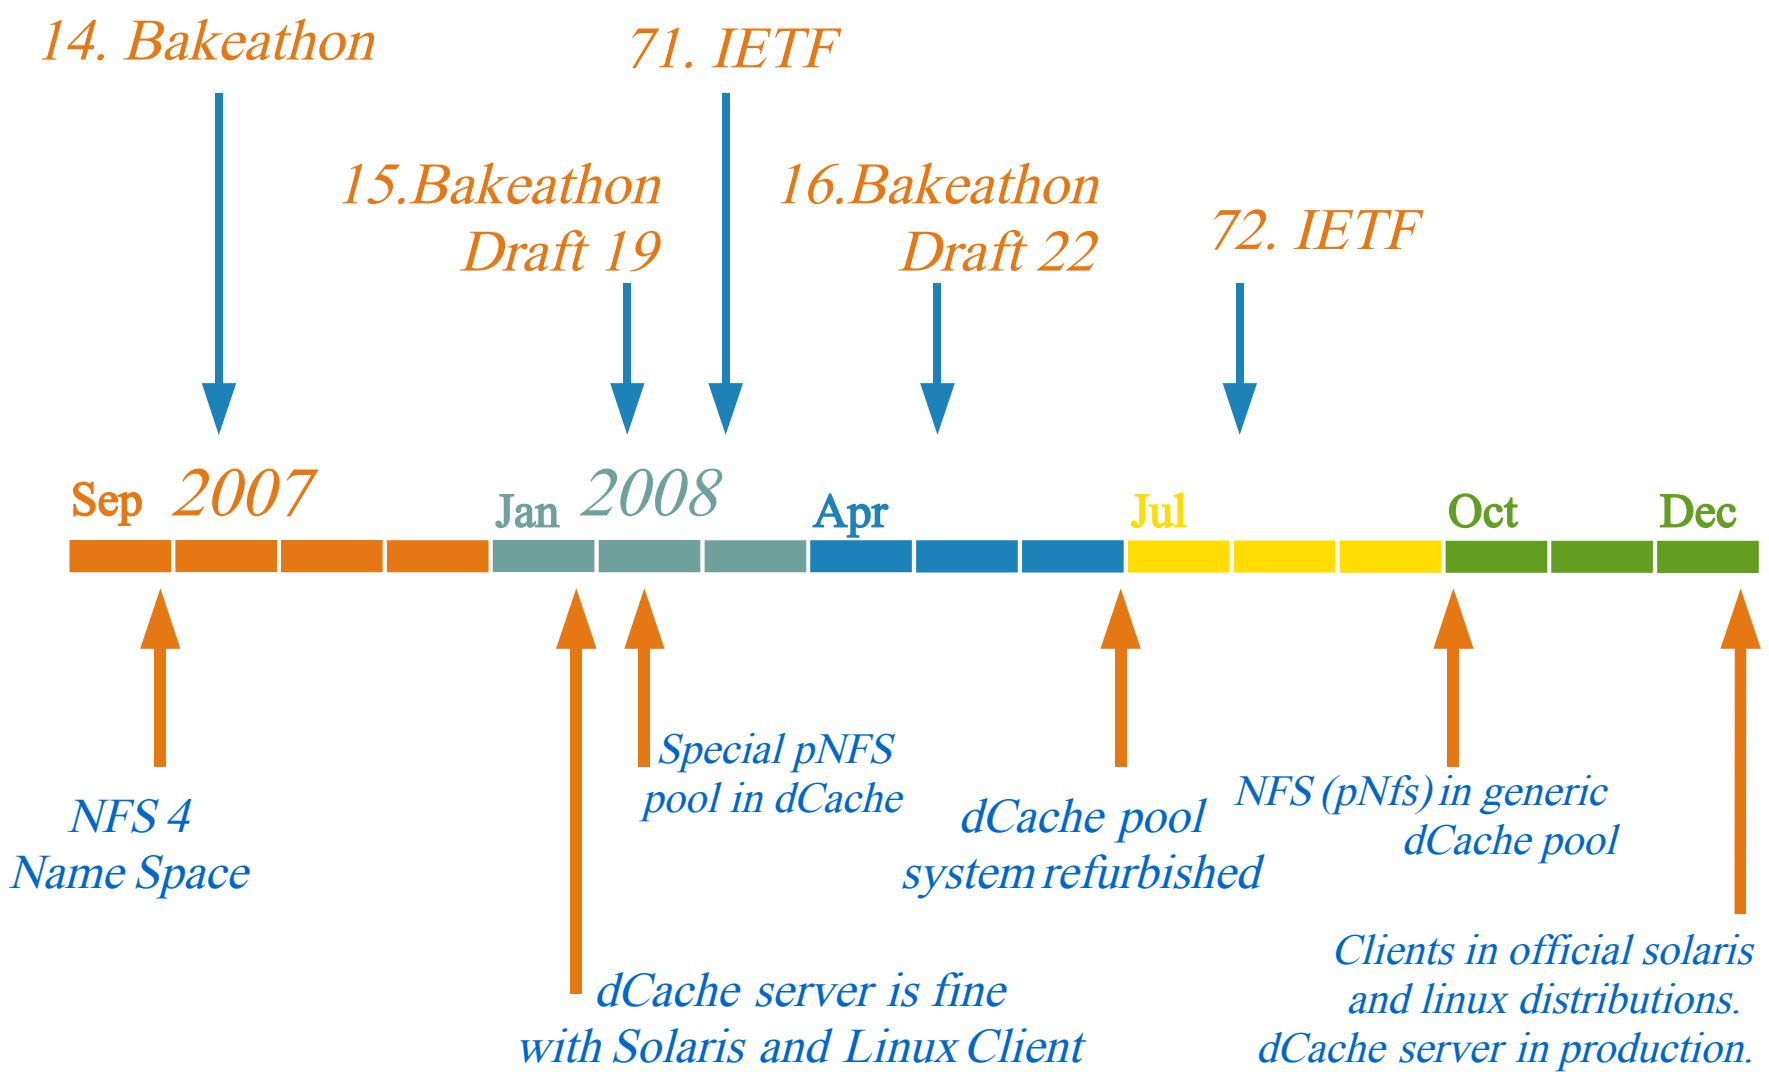 14. Bakeathon
71. IETF
15.Bakeathon
Draft 19
16.Bakeathon
Draft 22
72. IETF
Sep 2007
Jan 2008
Apr
Jul
Oct
Dec
NFS 4
Name Space
Special pNFS
pool in dCache
dCache pool
system refurbished
NFS (pNfs) in generic
dCache pool
dCache server is fine
with Solaris and Linux Client
Clients in official solaris
and linux distributions.
dCache server in production.